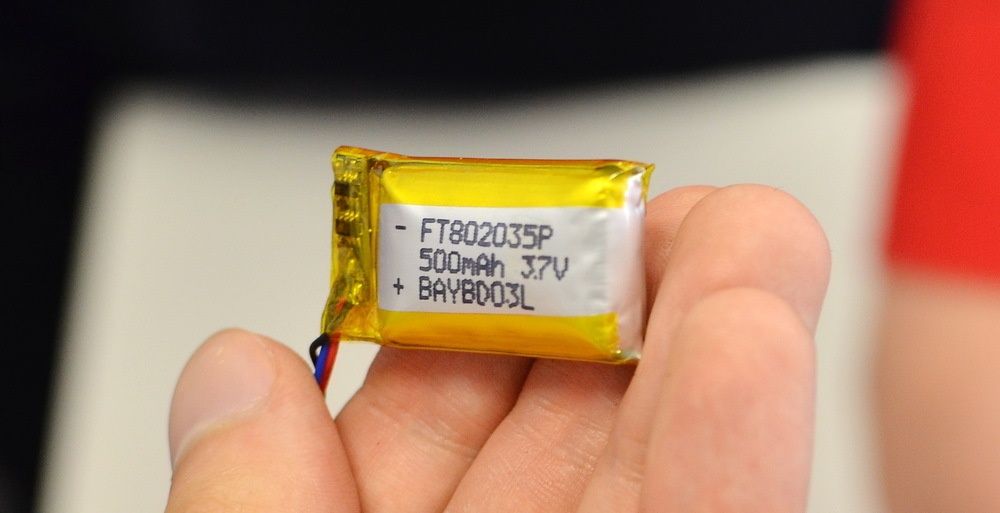 - FT802035P
500mAh 3.7V
+ BAYBD03L